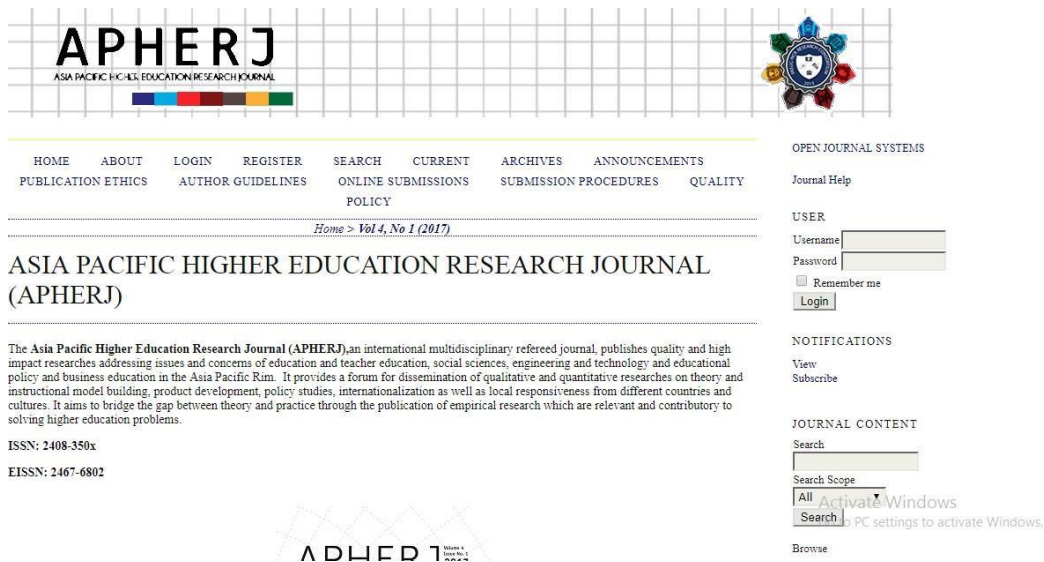 APHERJ
ASIA PACIFIC HIGHER EDUCATION RESEARCH JOURNAL
HOME ABOUT LOGIN REGISTER SEARCH CURRENT ARCHIVES ANNOUNCEMENTS
PUBLICATION ETHICS AUTHOR GUIDELINES ONLINE SUBMISSIONS SUBMISSION PROCEDURES QUALITY
POLICY
Home > Vol 4, No 1 (2017)
ASIA PACIFIC HIGHER EDUCATION RESEARCH JOURNAL
(APHERJ)
The Asia Pacific Higher Education Research Journal (APHERJ),an international multidisciplinary refereed journal, publishes quality and high
impact researches addressing issues and concerns of education and teacher education, social sciences, engineering and technology and educational
policy and business education in the Asia Pacific Rim. It provides a forum for dissemination of qualitative and quantitative researches on theory and
instructional model building, product development, policy studies, internationalization as well as local responsiveness from different countries and
cultures. It aims to bridge the gap between theory and practice through the publication of empirical research which are relevant and contributory to
solving higher education problems.
ISSN: 2408-350x
EISSN: 2467-6802
APHERJ
Volume 4
Issue No. 1
2017
OPEN JOURNAL SYSTEMS
Journal Help
USER
Username
Password
Remember me
Login
NOTIFICATIONS
View
Subscribe
JOURNAL CONTENT
Search
Search Scope
All
Search
Activate Windows
to PC settings to activate Windows.
Browse